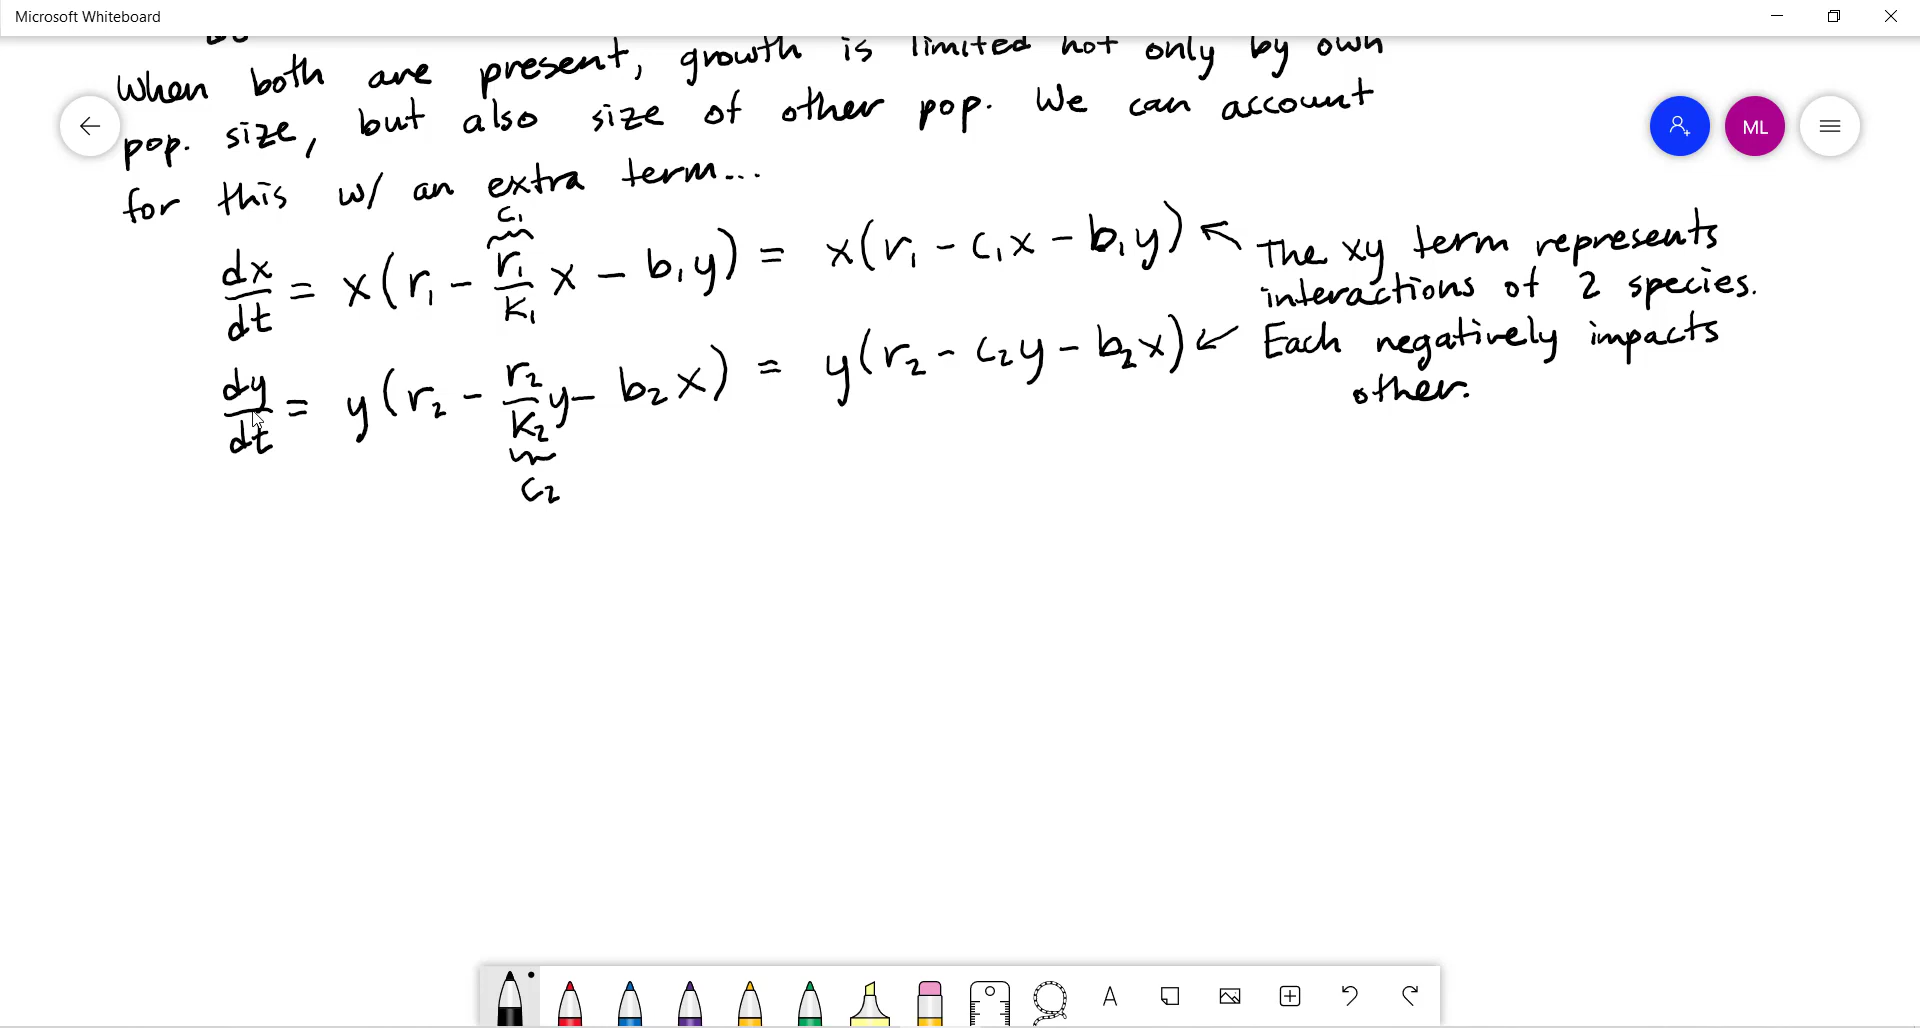 Microsoft Whiteboard
When both are present, growth is limited not only by own
pop. size, but also size of other pop. We can account
for this w/ an extra term...
c₁
dx/dt = x(r₁ - r₁/K₁ x - b₁y) = x(r₁ - c₁x - b₁y) ←
The xy term represents
interactions of 2 species.
dy/dt = y(r₂ - r₂/K₂ y - b₂x) = y(r₂ - c₂y - b₂x) ←
c₂
Each negatively impacts
other.
ML
A